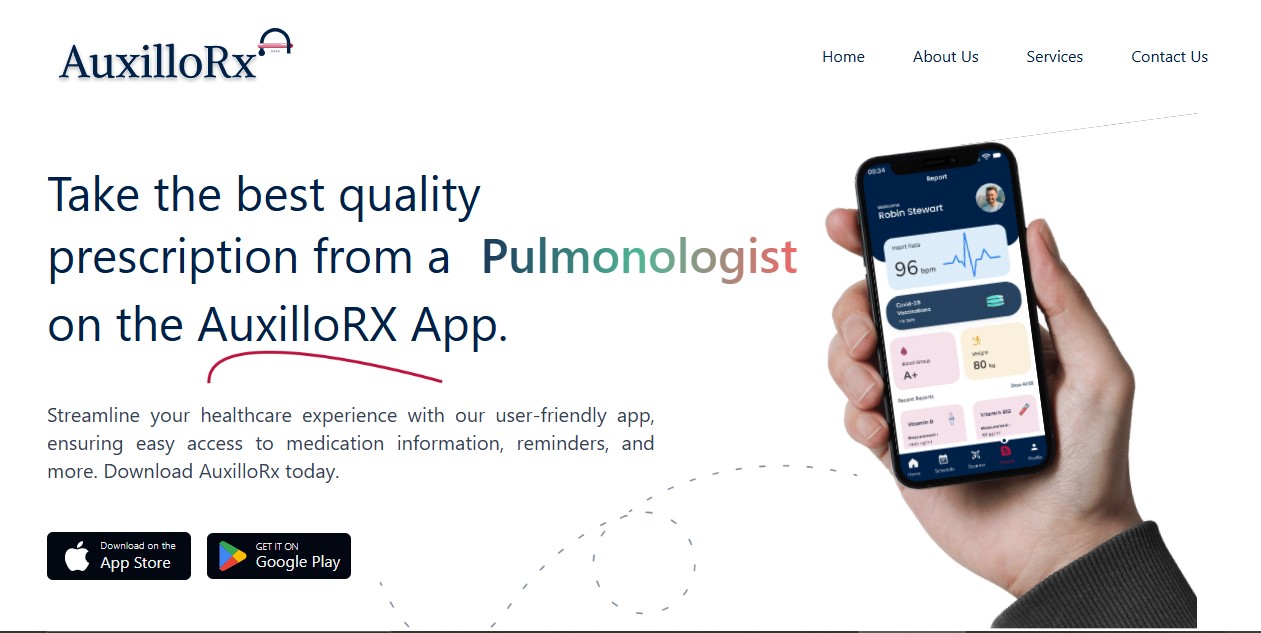 AuxilloRx
Home
About Us
Services
Contact Us
Take the best quality
prescription from a Pulmonologist
on the AuxilloRX App.
Streamline your healthcare experience with our user-friendly app,
ensuring easy access to medication information, reminders, and
more. Download AuxilloRx today.
Download on the
App Store
GET IT ON
Google Play
08:34
Report
Welcome
Robin Stewart
Heart Rate
96 bpm
Covid-19
Vaccinations
Blood Group
A+
Weight
80 kg
Recent Reports
Show All
Vitamin D
Measurement :
Vitamin B12
Measurement :
Home
Schedule
Scanner
Report
Profile